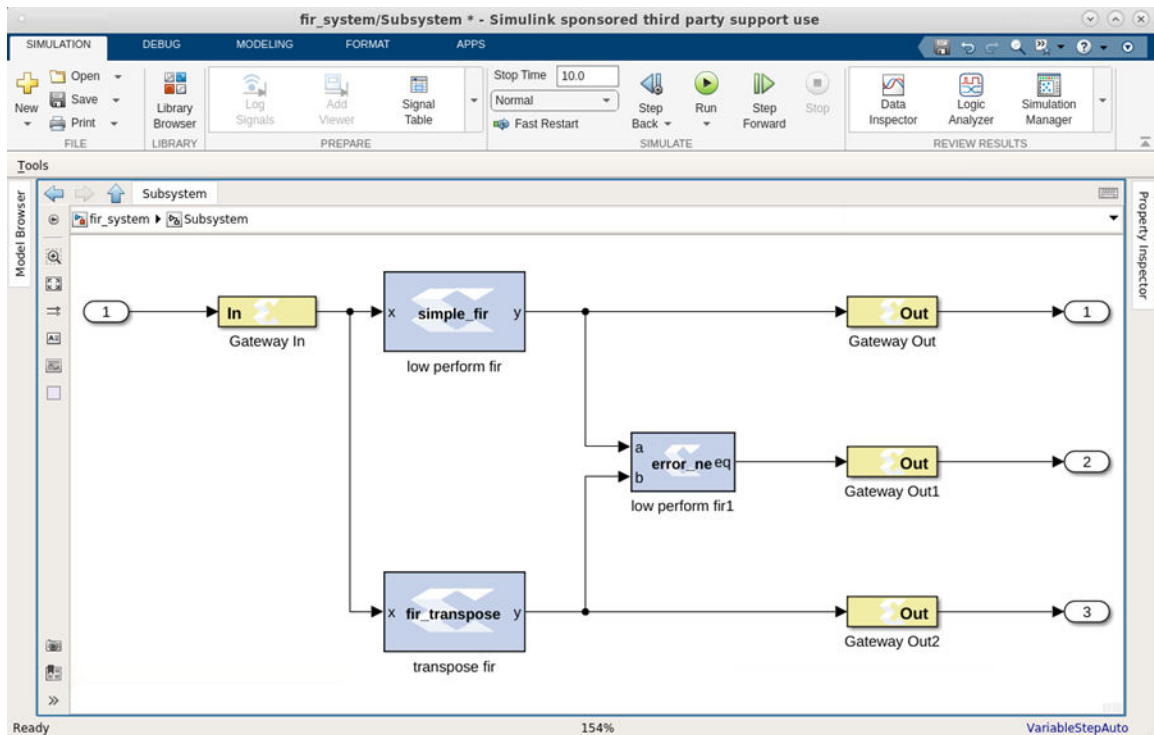 fir_system/Subsystem * - Simulink sponsored third party support use
SIMULATION DEBUG MODELING FORMAT APPS
New
Open
Save
Print
FILE
Library Browser
LIBRARY
Log Signals
Add Viewer
Signal Table
PREPARE
Stop Time 10.0
Normal
Fast Restart
Step Back
Run
Step Forward
Stop
SIMULATE
Data Inspector
Logic Analyzer
Simulation Manager
REVIEW RESULTS
Tools
Model Browser
Subsystem
fir_system Subsystem
Property Inspector
1
In
Gateway In
x simple_fir y
low perform fir
Out
Gateway Out
1
a
b
error_ne eq
low perform fir1
Out
Gateway Out1
2
x fir_transpose y
transpose fir
Out
Gateway Out2
3
Ready 154% VariableStepAuto